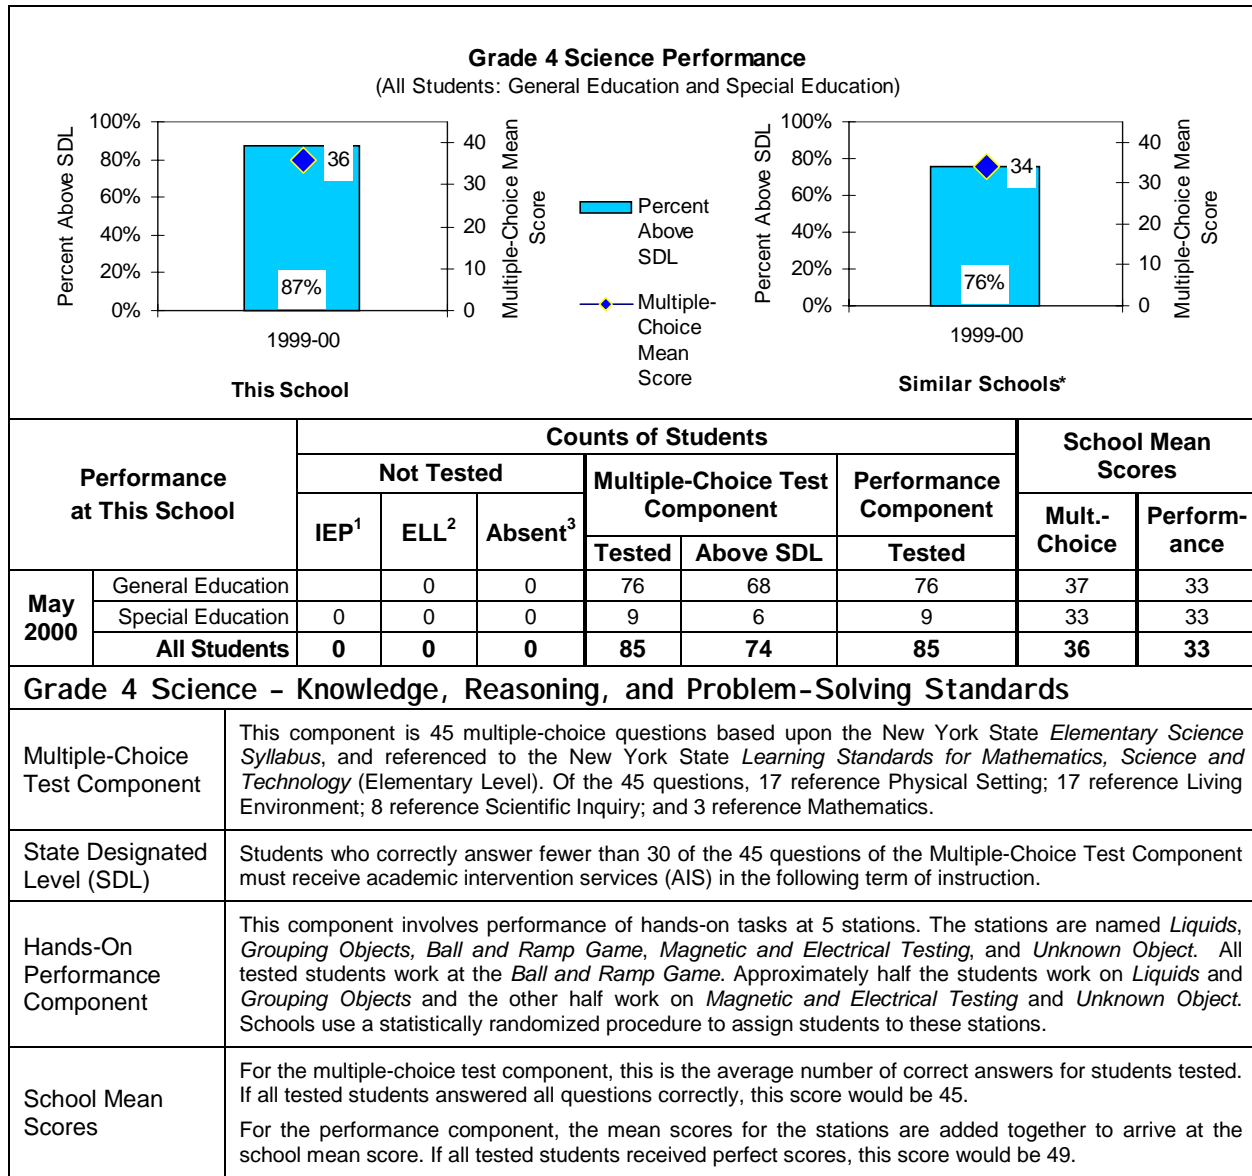 Grade 4 Science Performance
(All Students: General Education and Special Education)
Percent Above SDL
100%
80%
60%
40%
20%
0%
36
87%
40
30
20
10
0
Multiple-Choice Mean
Score
1999-00
This School
Percent
Above
SDL
Multiple-
Choice
Mean
Score
Percent Above SDL
100%
80%
60%
40%
20%
0%
34
76%
40
30
20
10
0
Multiple-Choice Mean
Score
1999-00
Similar Schools*
Performance
at This School
Counts of Students
School Mean
Scores
Not Tested
Multiple-Choice Test
Component
Performance
Component
IEP1 ELL2 Absent3
Tested Above SDL Tested
Mult.-
Choice
Perform-
ance
May
2000
General Education 0 0 76 68 76 37 33
Special Education 0 0 0 9 6 9 33 33
All Students 0 0 0 85 74 85 36 33
Grade 4 Science – Knowledge, Reasoning, and Problem-Solving Standards
Multiple-Choice
Test Component
This component is 45 multiple-choice questions based upon the New York State Elementary Science
Syllabus, and referenced to the New York State Learning Standards for Mathematics, Science and
Technology (Elementary Level). Of the 45 questions, 17 reference Physical Setting; 17 reference Living
Environment; 8 reference Scientific Inquiry; and 3 reference Mathematics.
State Designated
Level (SDL)
Students who correctly answer fewer than 30 of the 45 questions of the Multiple-Choice Test Component
must receive academic intervention services (AIS) in the following term of instruction.
Hands-On
Performance
Component
This component involves performance of hands-on tasks at 5 stations. The stations are named Liquids,
Grouping Objects, Ball and Ramp Game, Magnetic and Electrical Testing, and Unknown Object. All
tested students work at the Ball and Ramp Game. Approximately half the students work on Liquids and
Grouping Objects and the other half work on Magnetic and Electrical Testing and Unknown Object.
Schools use a statistically randomized procedure to assign students to these stations.
School Mean
Scores
For the multiple-choice test component, this is the average number of correct answers for students tested.
If all tested students answered all questions correctly, this score would be 45.
For the performance component, the mean scores for the stations are added together to arrive at the
school mean score. If all tested students received perfect scores, this score would be 49.